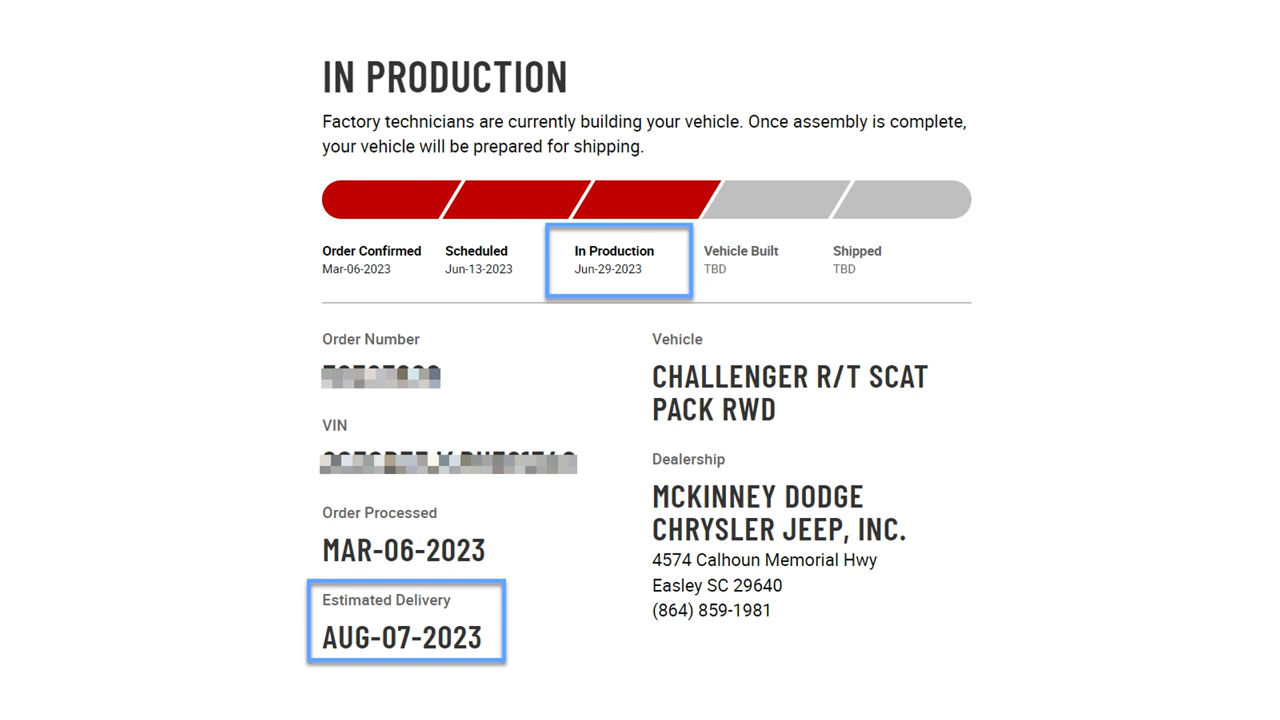 IN PRODUCTION
Factory technicians are currently building your vehicle. Once assembly is complete,
your vehicle will be prepared for shipping.
Order Confirmed
Mar-06-2023
Scheduled
Jun-13-2023
In Production
Jun-29-2023
Vehicle Built
TBD
Shipped
TBD
Order Number
VIN
Order Processed
MAR-06-2023
Estimated Delivery
AUG-07-2023
Vehicle
CHALLENGER R/T SCAT
PACK RWD
Dealership
MCKINNEY DODGE
CHRYSLER JEEP, INC.
4574 Calhoun Memorial Hwy
Easley SC 29640
(864) 859-1981